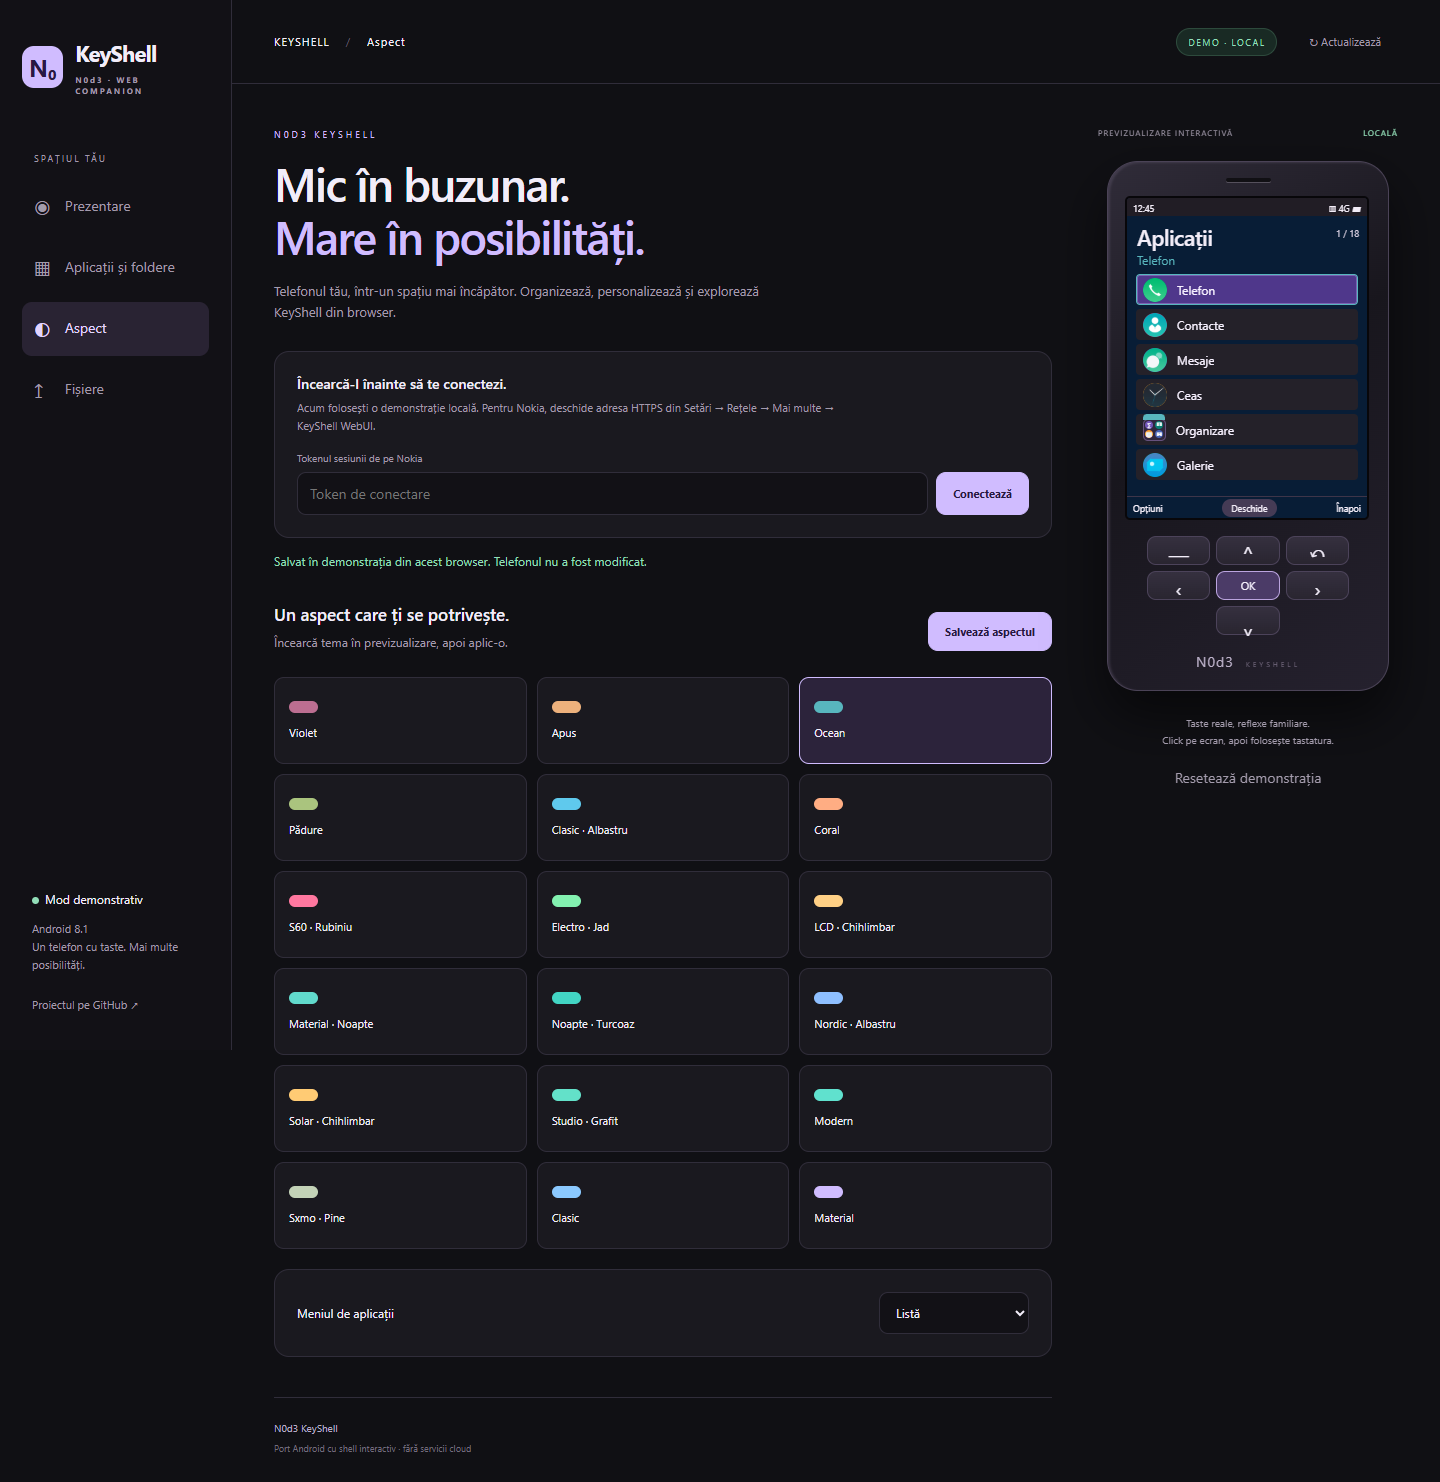 N₀
KeyShell
N0d3 · WEB
COMPANION
SPAȚIUL TĂU
Prezentare
Aplicații și foldere
Aspect
Fișiere
Mod demonstrativ
Android 8.1
Un telefon cu taste. Mai multe
posibilități.
Proiectul pe GitHub ↗
KEYSHELL / Aspect
DEMO · LOCAL
↻ Actualizează
N0D3 KEYSHELL
Mic în buzunar.
Mare în posibilități.
Telefonul tău, într-un spațiu mai încăpător. Organizează, personalizează și explorează
KeyShell din browser.
Încearcă-l înainte să te conectezi.
Acum folosești o demonstrație locală. Pentru Nokia, deschide adresa HTTPS din Setări → Rețele → Mai multe →
KeyShell WebUI.
Tokenul sesiunii de pe Nokia
Token de conectare
Conectează
Salvat în demonstrația din acest browser. Telefonul nu a fost modificat.
Un aspect care ți se potrivește.
Încearcă tema în previzualizare, apoi aplic-o.
Salvează aspectul
Violet
Apus
Ocean
Pădure
Clasic · Albastru
Coral
S60 · Rubiniu
Electro · Jad
LCD · Chihlimbar
Material · Noapte
Noapte · Turcoaz
Nordic · Albastru
Solar · Chihlimbar
Studio · Grafit
Modern
Sxmo · Pine
Clasic
Material
Meniul de aplicații
Listă
N0d3 KeyShell
Port Android cu shell interactiv · fără servicii cloud
PREVIZUALIZARE INTERACTIVĂ
LOCALĂ
12:45
4G
Aplicații
1 / 18
Telefon
Telefon
Contacte
Mesaje
Ceas
Organizare
Galerie
Opțiuni
Deschide
Înapoi
OK
N0d3 KEYSHELL
Taste reale, reflexe familiare.
Click pe ecran, apoi folosește tastatura.
Resetează demonstrația